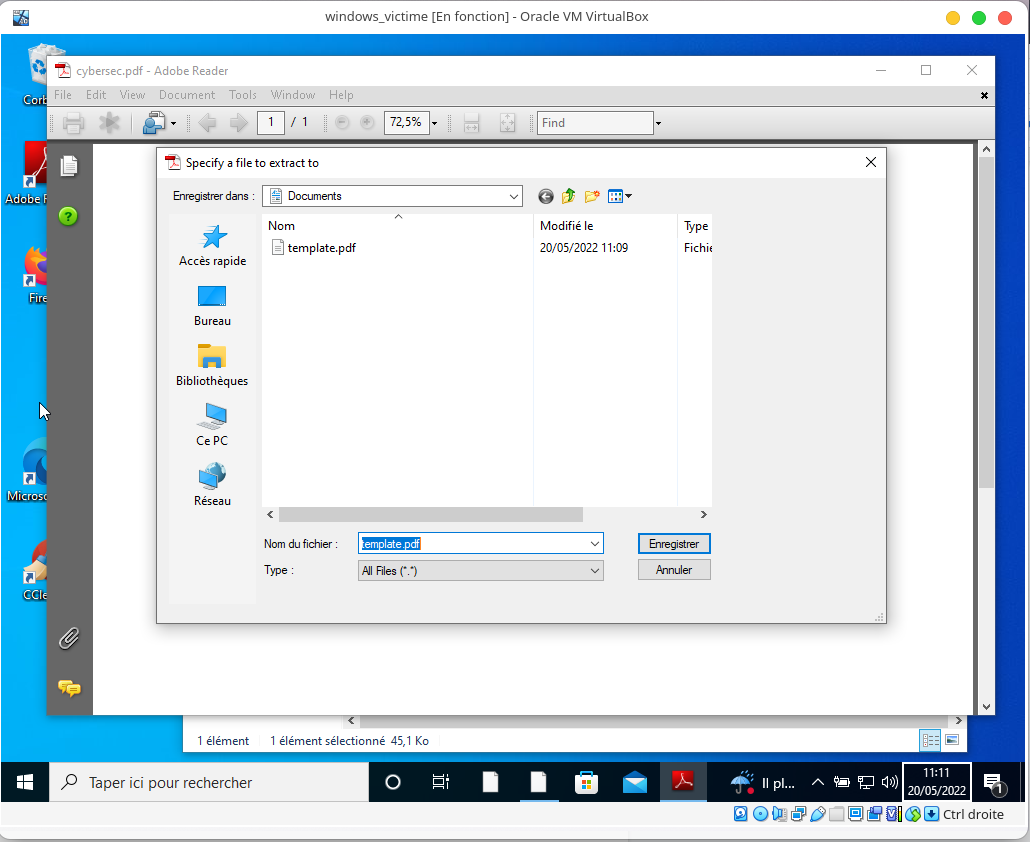 windows_victime [En fonction] - Oracle VM VirtualBox
cybersec.pdf - Adobe Reader
File Edit View Document Tools Window Help
1 / 1 72,5% Find
Specify a file to extract to
Enregistrer dans : Documents
Nom Modifié le Type
template.pdf 20/05/2022 11:09 Fichie
Accès rapide
Bureau
Bibliothèques
Ce PC
Réseau
Nom du fichier : template.pdf Enregistrer
Type : All Files (*.*) Annuler
Corb
Adobe R
Fire
Microso
CCle
1 élément 1 élément sélectionné 45,1 Ko
Taper ici pour rechercher
Il pl...
11:11
20/05/2022
1
Ctrl droite